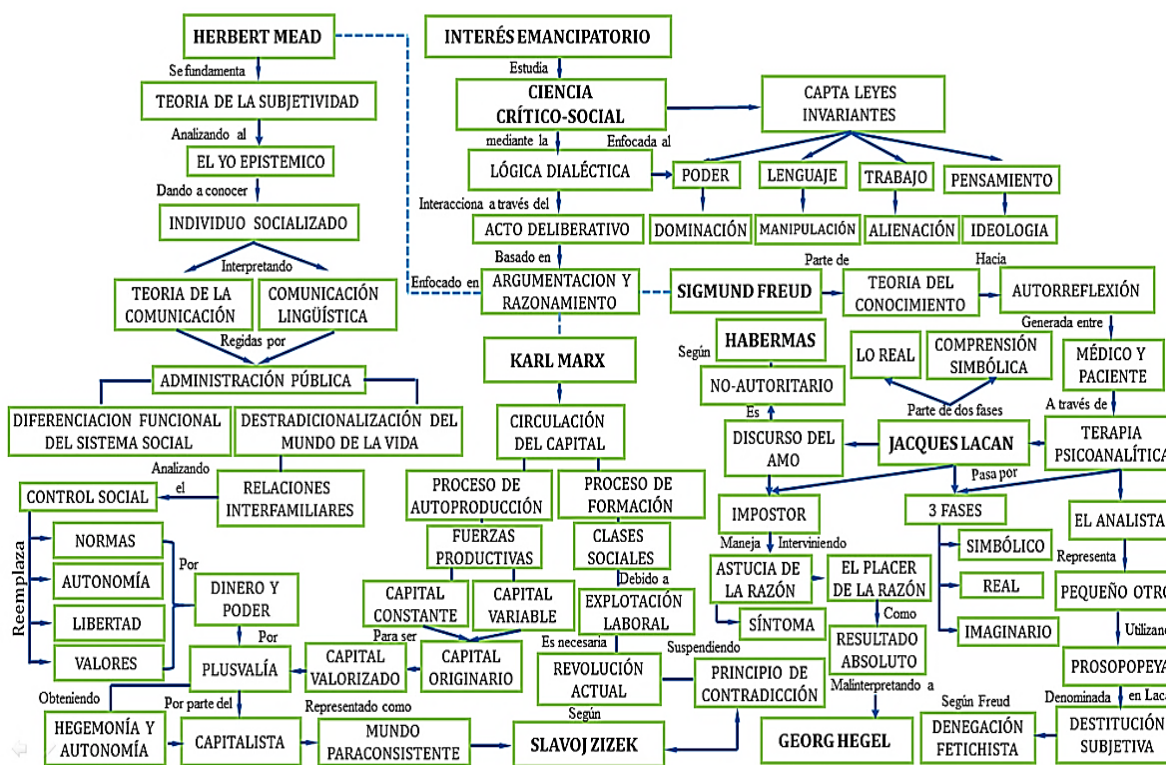 HERBERT MEAD
INTERÉS EMANCIPATORIO
Se fundamenta
Estudia
TEORIA DE LA SUBJETIVIDAD
CIENCIA
CRÍTICO-SOCIAL
CAPTA LEYES
INVARIANTES
Analizando al
mediante la
Enfocada al
EL YO EPISTEMICO
LÓGICA DIALÉCTICA
PODER
LENGUAJE
TRABAJO
PENSAMIENTO
Dando a conocer
Interacciona a través del
INDIVIDUO SOCIALIZADO
ACTO DELIBERATIVO
DOMINACIÓN
MANIPULACIÓN
ALIENACIÓN
IDEOLOGIA
Interpretando
Basado en
TEORIA DE LA
COMUNICACIÓN
COMUNICACIÓN
LINGÜÍSTICA
Enfocado en
ARGUMENTACION Y
RAZONAMIENTO
SIGMUND FREUD
Parte de
TEORIA DEL
CONOCIMIENTO
Hacia
AUTORREFLEXIÓN
Regidas por
Generada entre
ADMINISTRACIÓN PÚBLICA
KARL MARX
HABERMAS
Según
NO-AUTORITARIO
LO REAL
COMPRENSIÓN
SIMBÓLICA
MÉDICO Y
PACIENTE
DIFERENCIACION FUNCIONAL
DEL SISTEMA SOCIAL
DESTRADICIONALIZACIÓN DEL
MUNDO DE LA VIDA
CIRCULACIÓN
DEL CAPITAL
Es
Parte de dos fases
A través de
DISCURSO DEL
AMO
JACQUES LACAN
TERAPIA
PSICOANALÍTICA
Analizando
el
CONTROL SOCIAL
RELACIONES
INTERFAMILIARES
PROCESO DE
AUTOPRODUCCIÓN
PROCESO DE
FORMACIÓN
Pasa por
IMPOSTOR
3 FASES
EL ANALISTA
Reemplaza
NORMAS
AUTONOMÍA
LIBERTAD
VALORES
Por
DINERO Y
PODER
FUERZAS
PRODUCTIVAS
CLASES
SOCIALES
Maneja
Interviniendo
SIMBÓLICO
REAL
IMAGINARIO
Representa
CAPITAL
CONSTANTE
CAPITAL
VARIABLE
Debido a
EXPLOTACIÓN
LABORAL
ASTUCIA DE
LA RAZÓN
EL PLACER
DE LA RAZÓN
PEQUEÑO OTRO
SÍNTOMA
Como
Utilizand
Por
Para ser
Es necesaria
Suspendiendo
RESULTADO
ABSOLUTO
PLUSVALÍA
CAPITAL
VALORIZADO
CAPITAL
ORIGINARIO
REVOLUCIÓN
ACTUAL
PRINCIPIO DE
CONTRADICCIÓN
PROSOPOPEYA
Obteniendo
Por parte del
Representado como
Según
Malinterpretando a
Según Freud
Denominada
en Laca
HEGEMONÍA Y
AUTONOMÍA
CAPITALISTA
MUNDO
PARACONSISTENTE
SLAVOJ ZIZEK
GEORG HEGEL
DENEGACIÓN
FETICHISTA
DESTITUCIÓN
SUBJETIVA